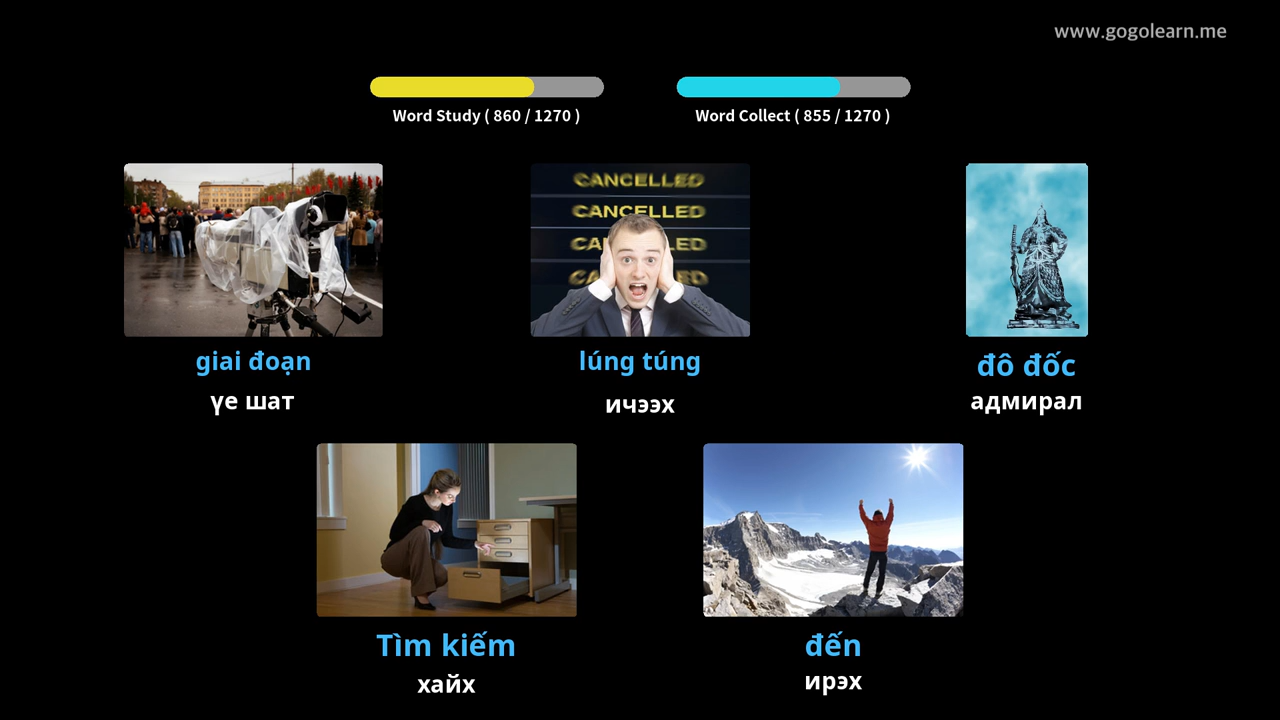 www.gogolearn.me
Word Study ( 860 / 1270 )
Word Collect ( 855 / 1270 )
CANCELLED
CANCELLED
giai đoạn
үе шат
lúng túng
ичээх
đô đốc
адмирал
Tìm kiếm
хайх
đến
ирэх